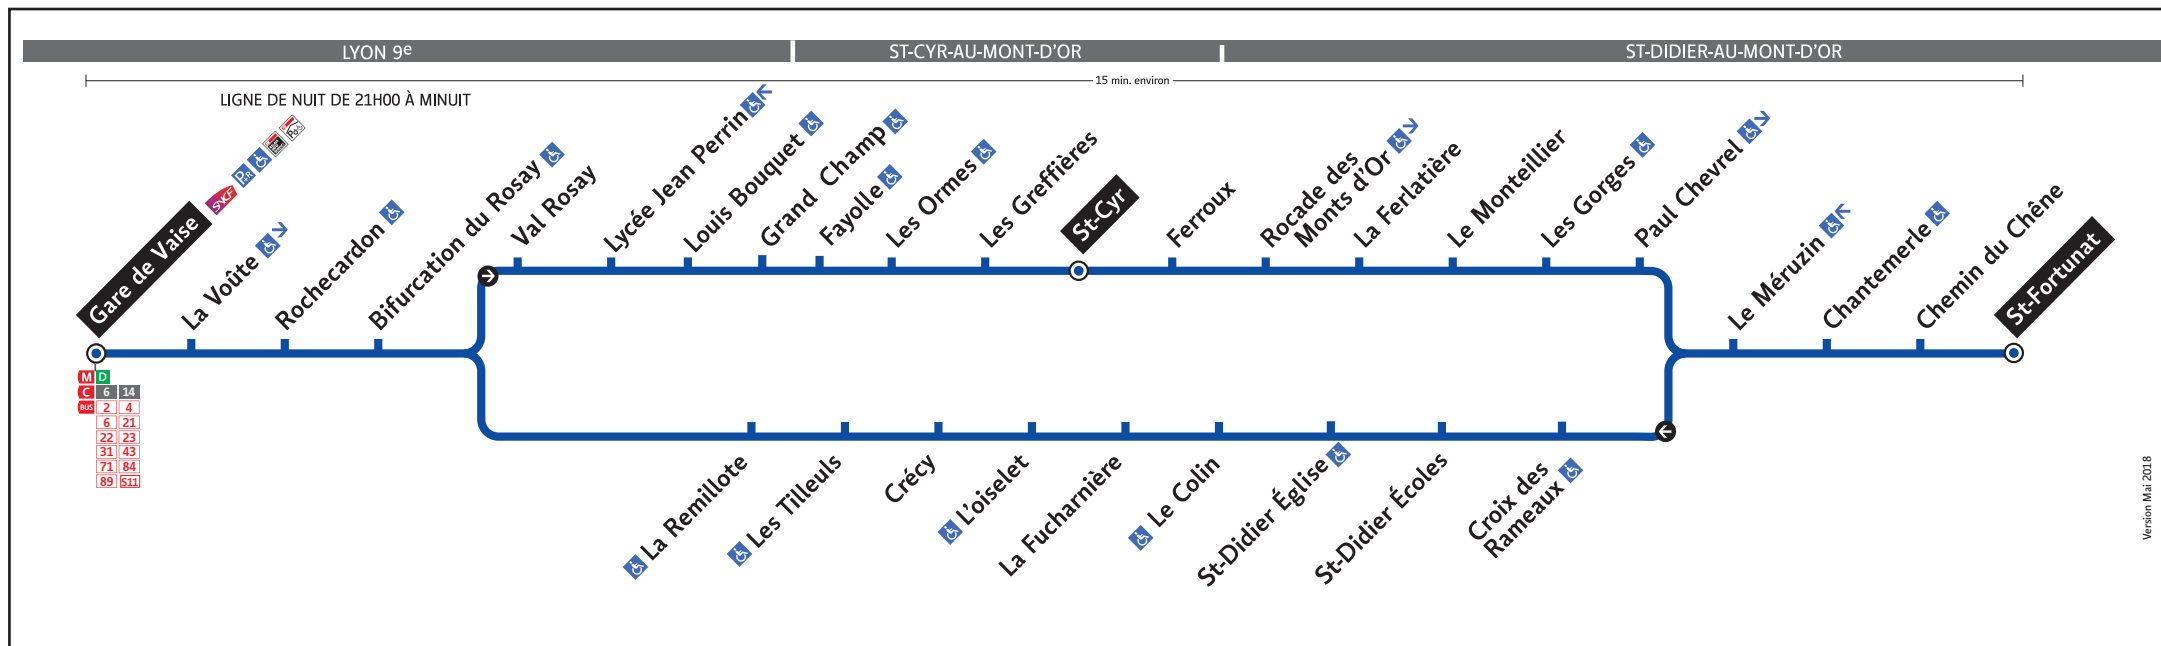 LYON 9e
ST-CYR-AU-MONT-D'OR
ST-DIDIER-AU-MONT-D'OR
15 min. environ
LIGNE DE NUIT DE 21H00 À MINUIT
Gare de Vaise
SNCF
P+R
La Voûte
Rochecardon
Bifurcation du Rosay
Val Rosay
Lycée Jean Perrin
Louis Bouquet
Grand Champ
Fayolle
Les Ormes
Les Greffières
St-Cyr
Ferroux
Rocade des
Monts d'Or
La Ferlatière
Le Monteillier
Les Gorges
Paul Chevrel
Le Méruzin
Chantemerle
Chemin du Chêne
St-Fortunat
M D
C 6 14
BUS 2 4
6 21
22 23
31 43
71 84
89 S11
La Remillote
Les Tilleuls
Crécy
L'oiselet
La Fucharnière
Le Colin
St-Didier Église
St-Didier Écoles
Croix des
Rameaux
Version Mai 2018